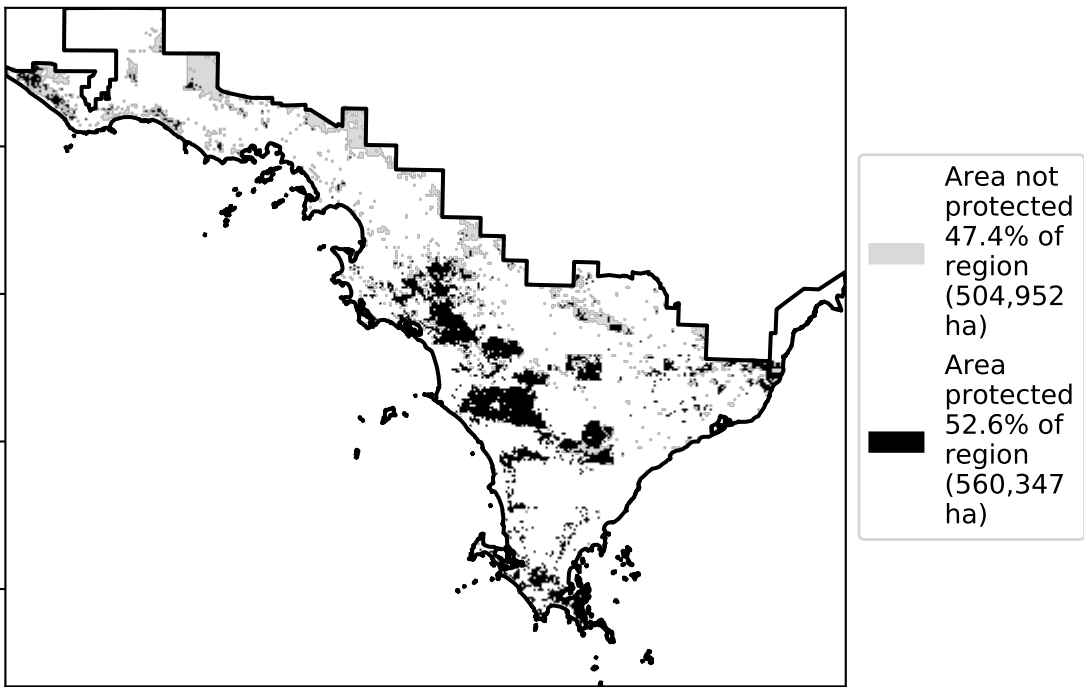 Area not
protected
47.4% of
region
(504,952
ha)
Area
protected
52.6% of
region
(560,347
ha)